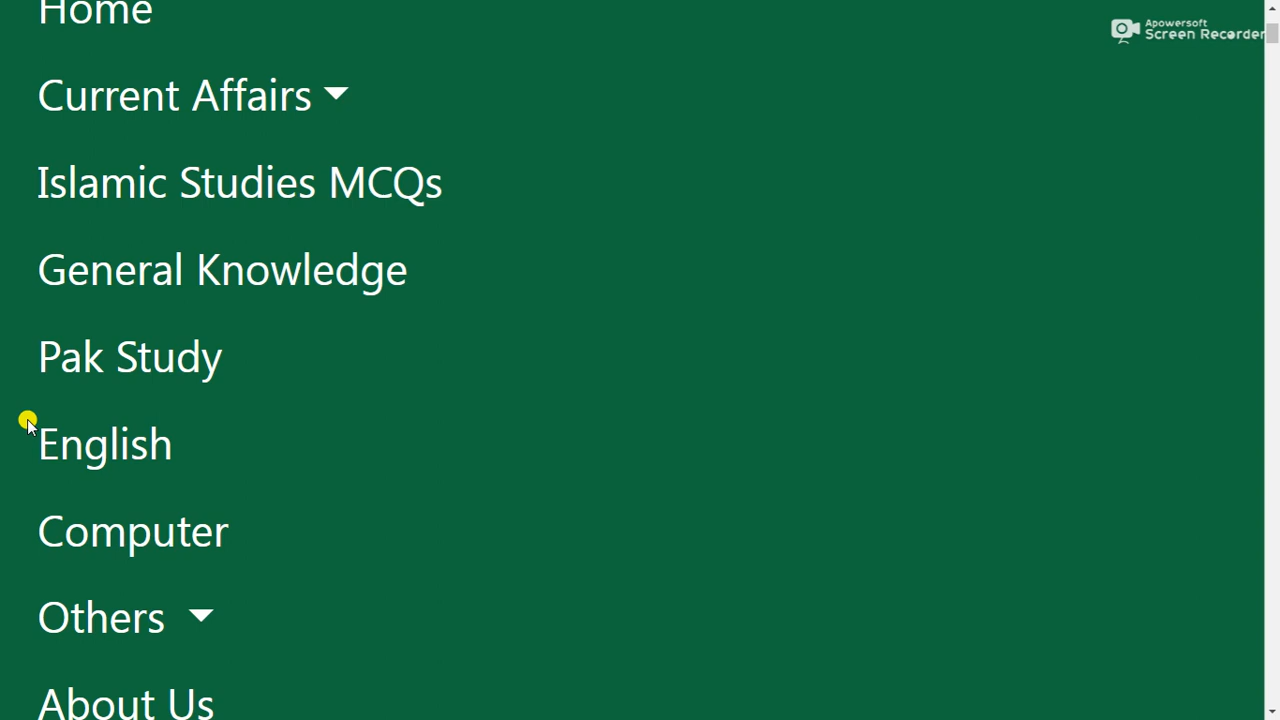 Home
Apowersoft
Screen Recorder
Current Affairs
Islamic Studies MCQs
General Knowledge
Pak Study
English
Computer
Others
About Us